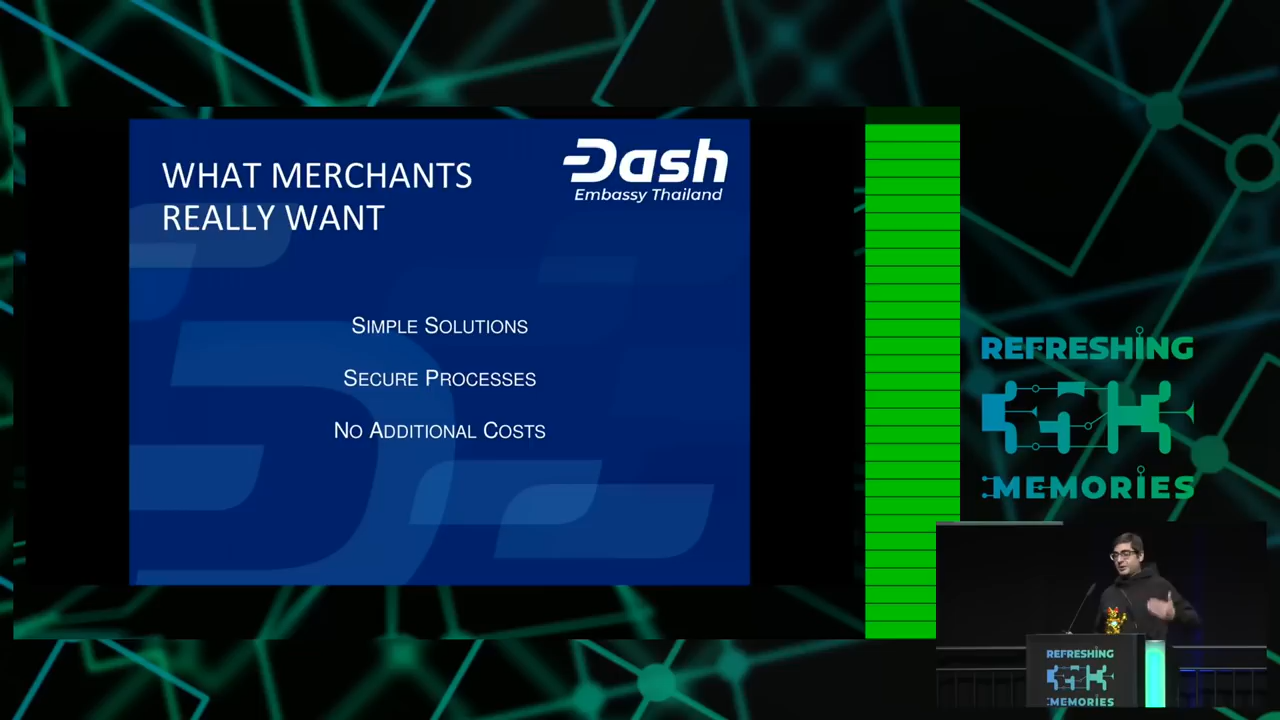 WHAT MERCHANTS
REALLY WANT
Dash
Embassy Thailand
SIMPLE SOLUTIONS
SECURE PROCESSES
NO ADDITIONAL COSTS
REFRESHING
MEMORIES
REFRESHING
MEMORIES